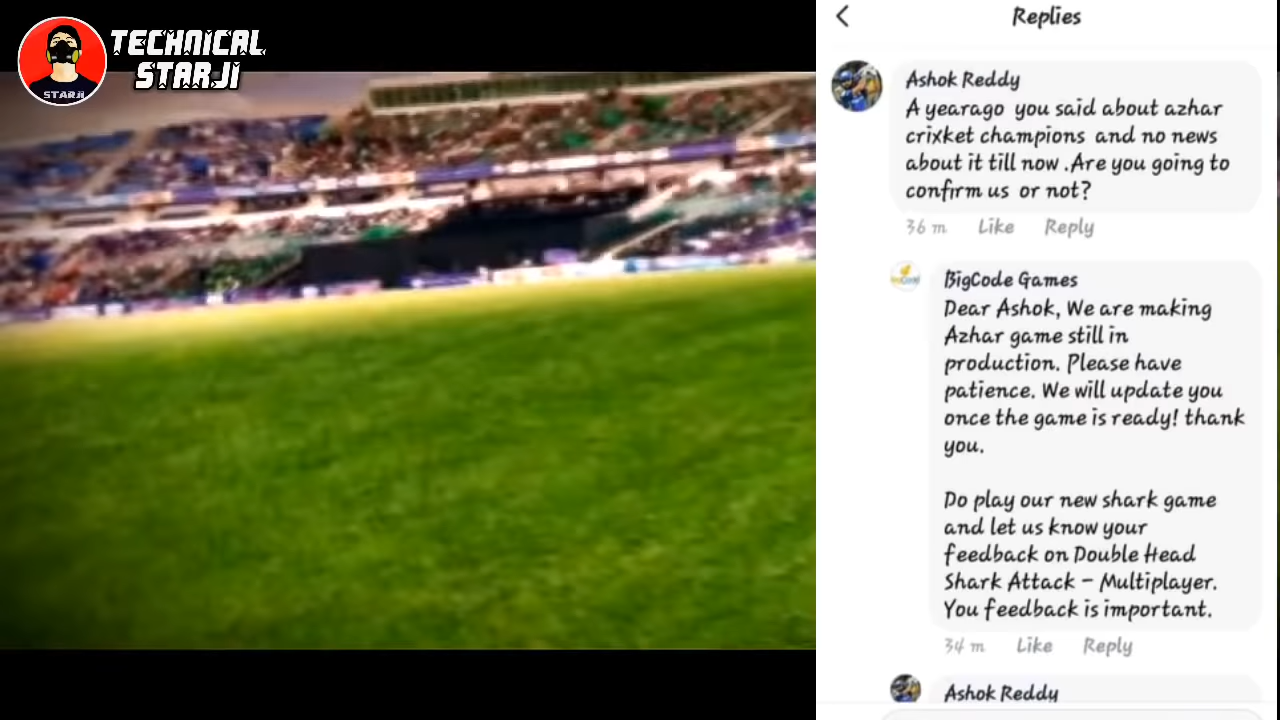 TECHNICAL
STARJI
STARJI
Replies
Ashok Reddy
A yearago you said about azhar
crixket champions and no news
about it till now .Are you going to
confirm us or not?
36 m Like Reply
BigCode Games
Dear Ashok, We are making
Azhar game still in
production. Please have
patience. We will update you
once the game is ready! thank
you.
Do play our new shark game
and let us know your
feedback on Double Head
Shark Attack – Multiplayer.
You feedback is important.
34 m Like Reply
Ashok Reddy